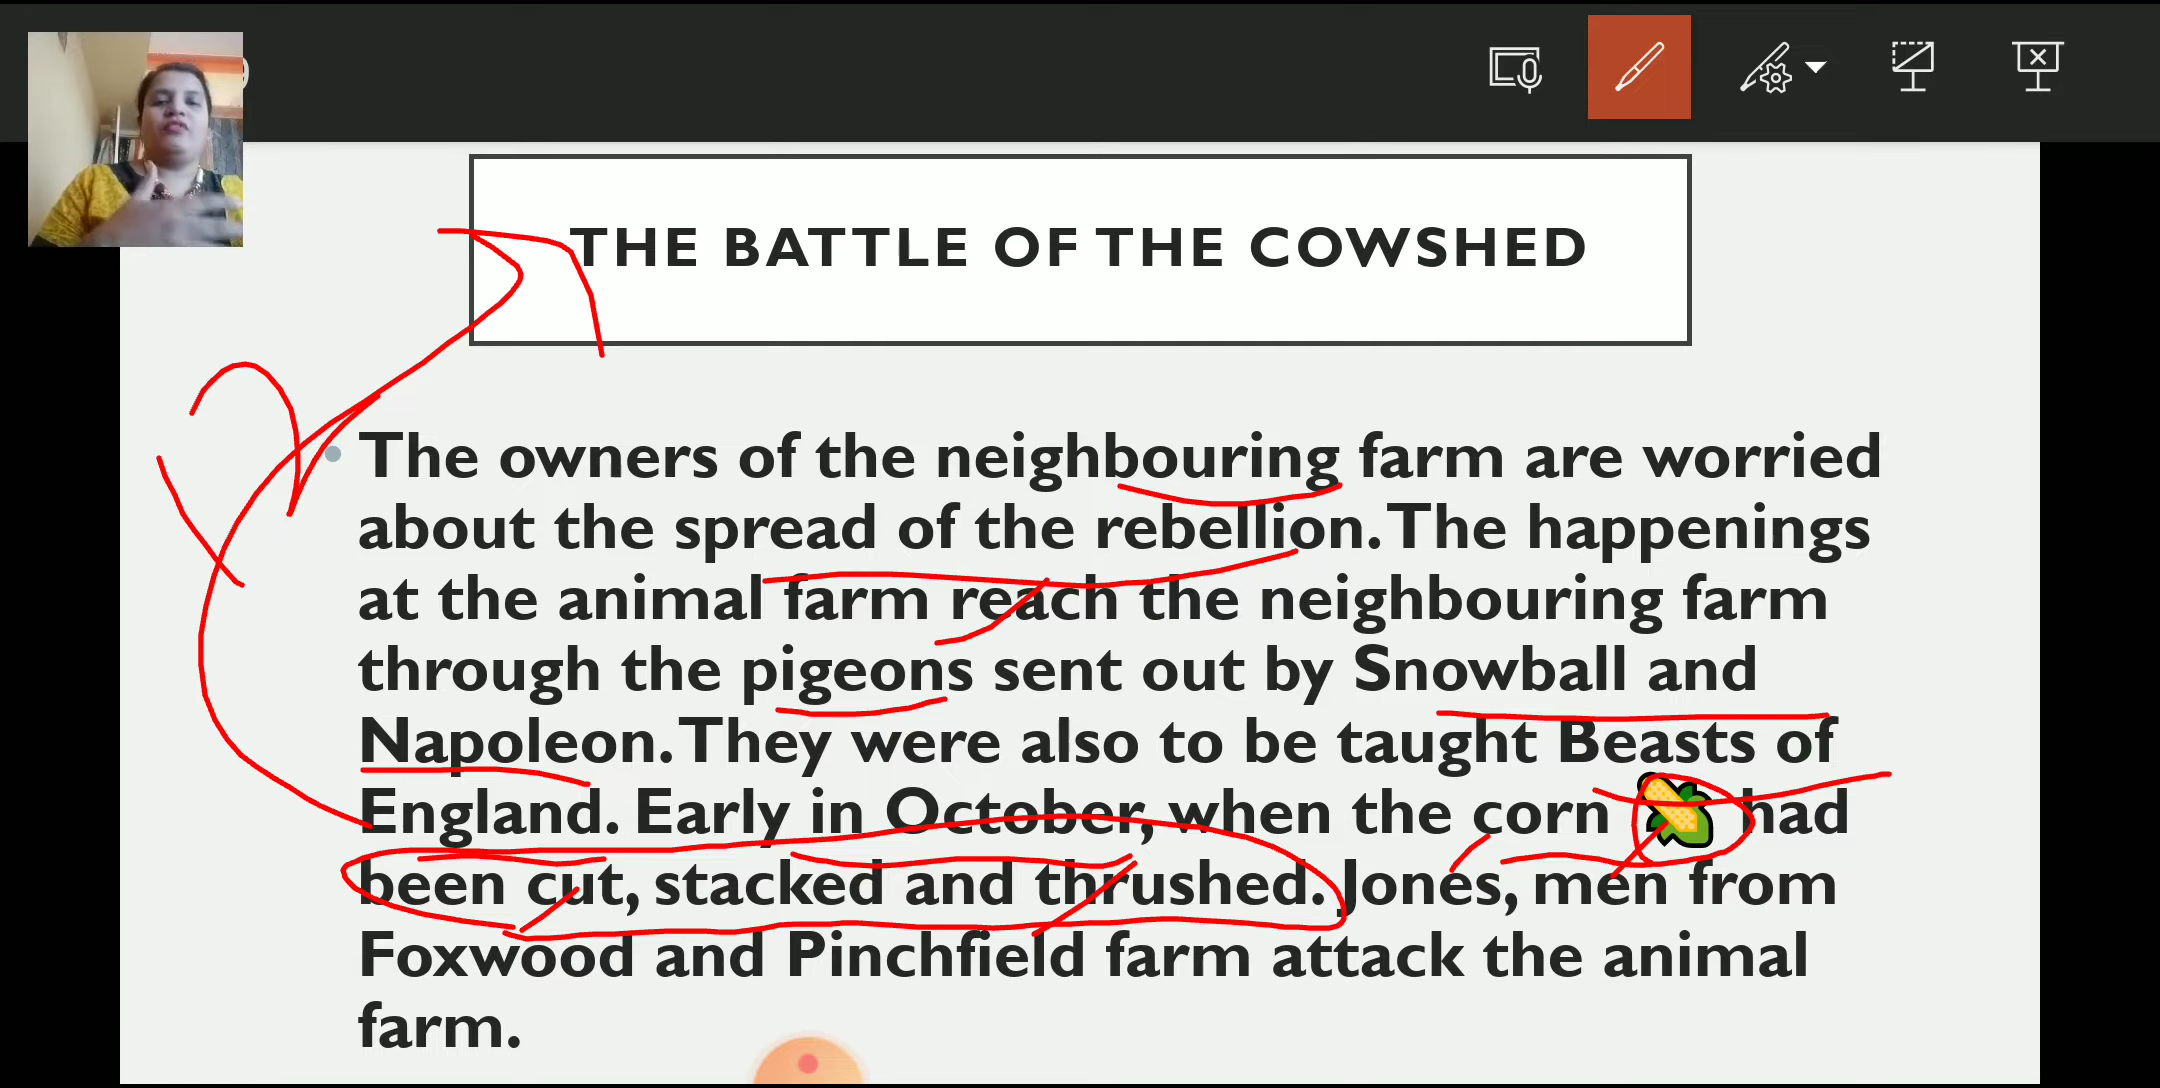 THE BATTLE OF THE COWSHED
The owners of the neighbouring farm are worried
about the spread of the rebellion. The happenings
at the animal farm reach the neighbouring farm
through the pigeons sent out by Snowball and
Napoleon. They were also to be taught Beasts of
England. Early in October, when the corn 🌽 had
been cut, stacked and thrushed. Jones, men from
Foxwood and Pinchfield farm attack the animal
farm.